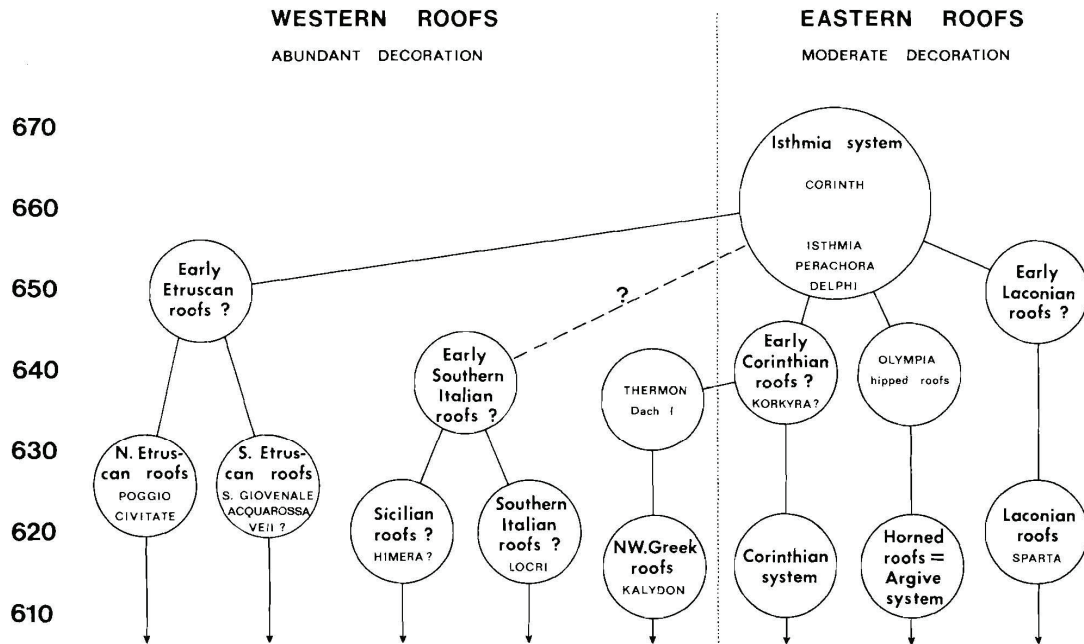 WESTERN ROOFS
ABUNDANT DECORATION
EASTERN ROOFS
MODERATE DECORATION
670
660
650
640
630
620
610
Isthmia system
CORINTH
ISTHMIA
PERACHORA
DELPHI
Early
Etruscan
roofs ?
?
Early
Laconian
roofs ?
Early
Southern
Italian
roofs ?
THERMON
Dach I
Early
Corinthian
roofs ?
KORKYRA?
OLYMPIA
hipped roofs
N. Etrus-
can roofs
POGGIO
CIVITATE
S. Etrus-
can roofs
S. GIOVENALE
ACQUAROSSA
VEII ?
Sicilian
roofs ?
HIMERA ?
Southern
Italian
roofs ?
LOCRI
NW. Greek
roofs
KALYDON
Corinthian
system
Horned
roofs =
Argive
system
Laconian
roofs
SPARTA